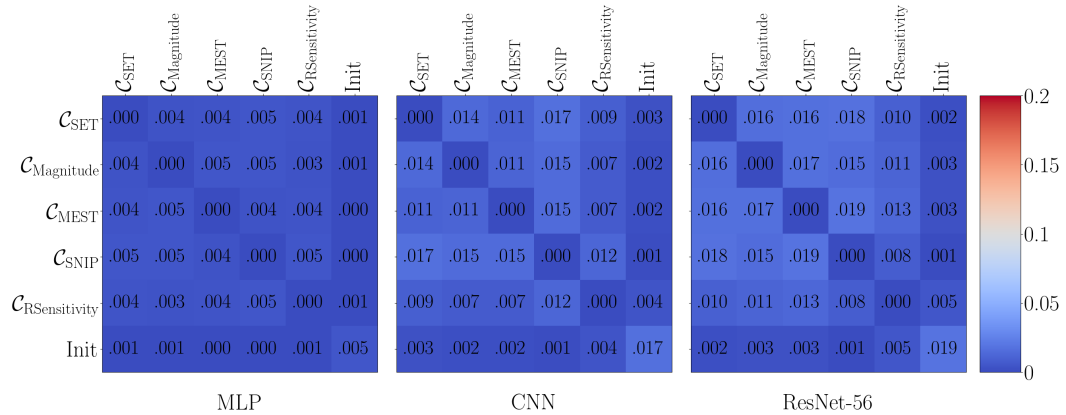 C_SET C_Magnitude C_MEST C_SNIP C_RSensitivity Init C_SET C_Magnitude C_MEST C_SNIP C_RSensitivity Init C_SET C_Magnitude C_MEST C_SNIP C_RSensitivity Init
C_SET .000 .004 .004 .005 .004 .001 .000 .014 .011 .017 .009 .003 .000 .016 .016 .018 .010 .002 0.2
C_Magnitude .004 .000 .005 .005 .003 .001 .014 .000 .011 .015 .007 .002 .016 .000 .017 .015 .011 .003 0.15
C_MEST .004 .005 .000 .004 .004 .000 .011 .011 .000 .015 .007 .002 .016 .017 .000 .019 .013 .003 0.1
C_SNIP .005 .005 .004 .000 .005 .000 .017 .015 .015 .000 .012 .001 .018 .015 .019 .000 .008 .001
C_RSensitivity .004 .003 .004 .005 .000 .001 .009 .007 .007 .012 .000 .004 .010 .011 .013 .008 .000 .005 0.05
Init .001 .001 .000 .000 .001 .005 .003 .002 .002 .001 .004 .017 .002 .003 .003 .001 .005 .019 0
MLP CNN ResNet-56